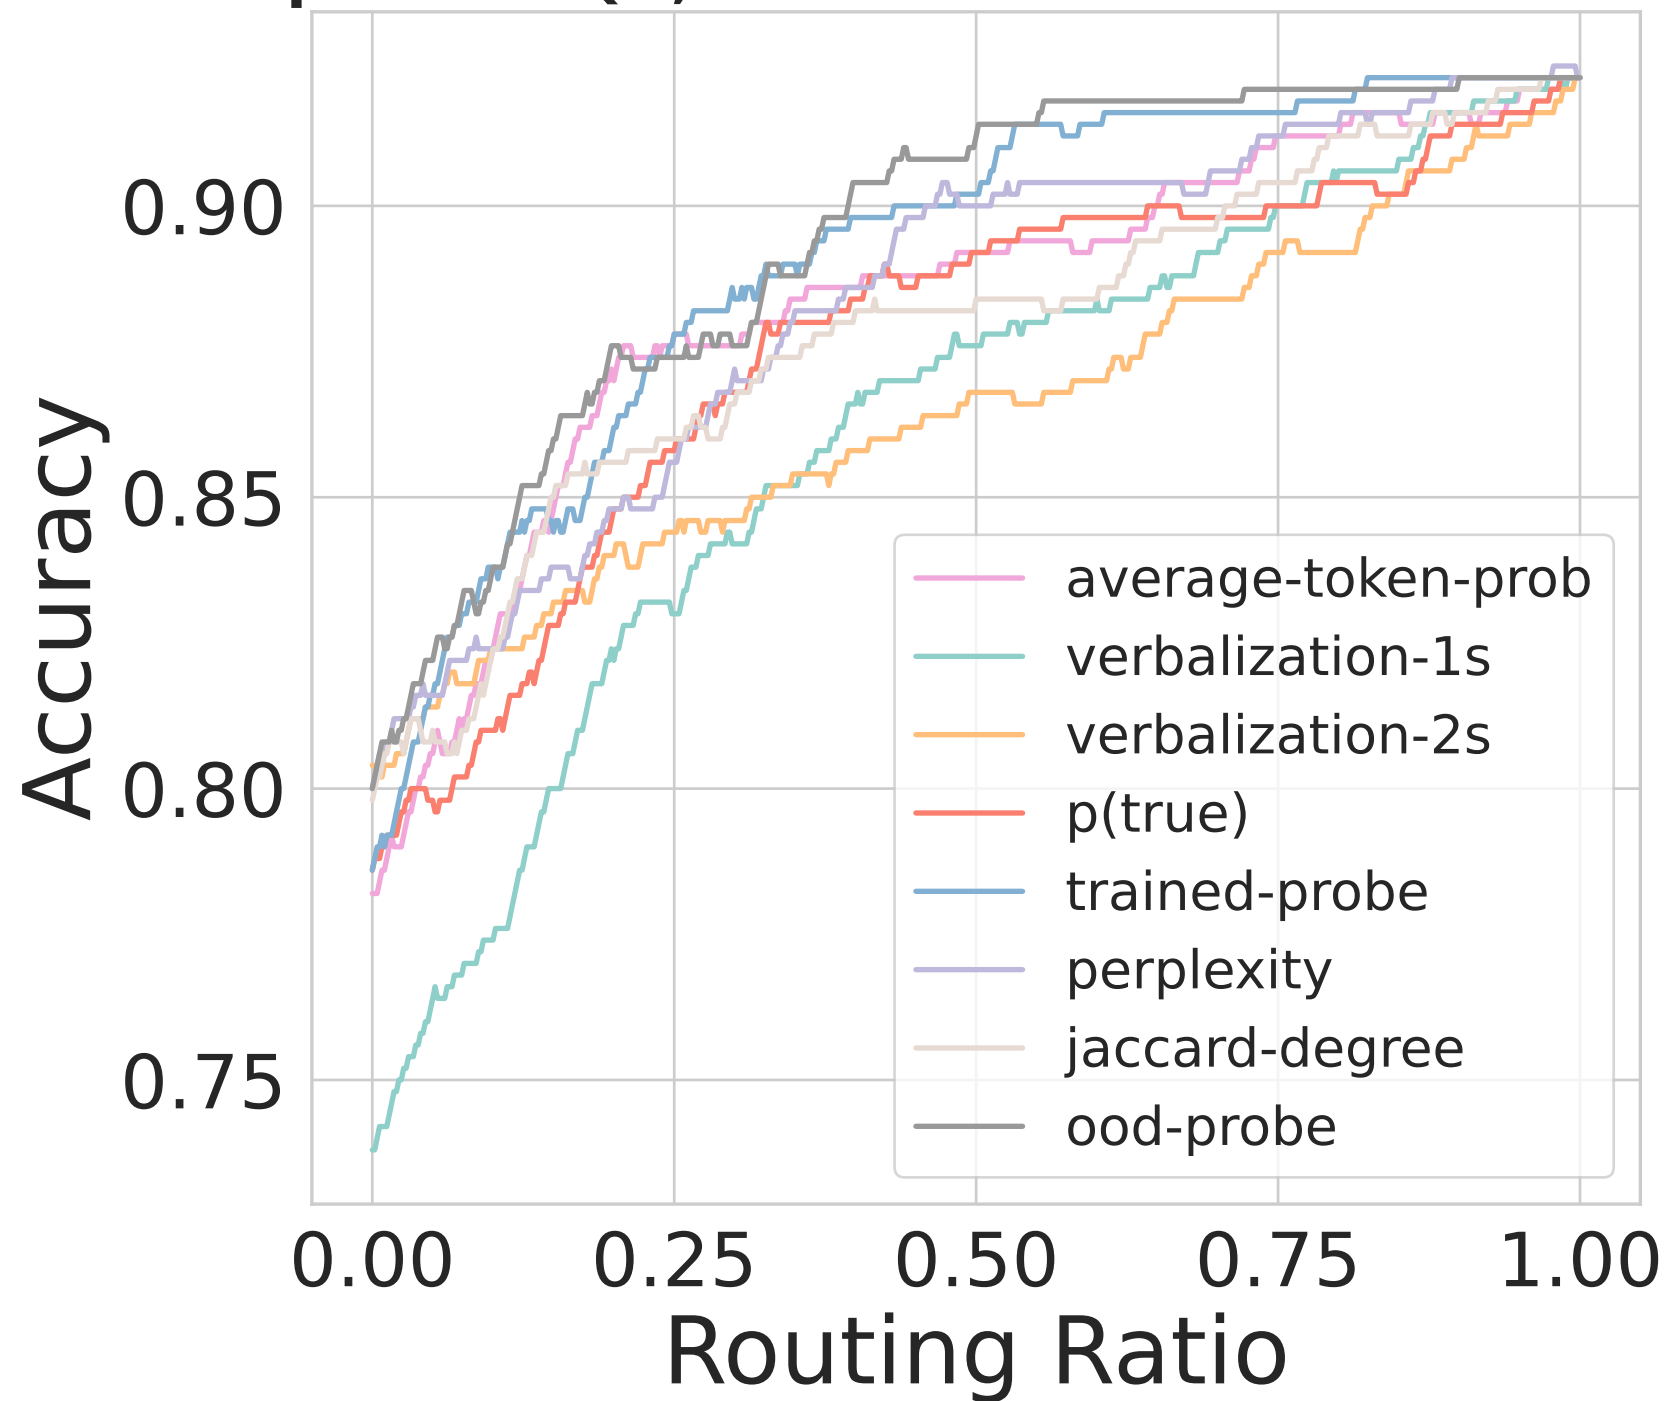 Accuracy
0.90
0.85
0.80
0.75
average-token-prob
verbalization-1s
verbalization-2s
p(true)
trained-probe
perplexity
jaccard-degree
ood-probe
0.00 0.25 0.50 0.75 1.00
Routing Ratio